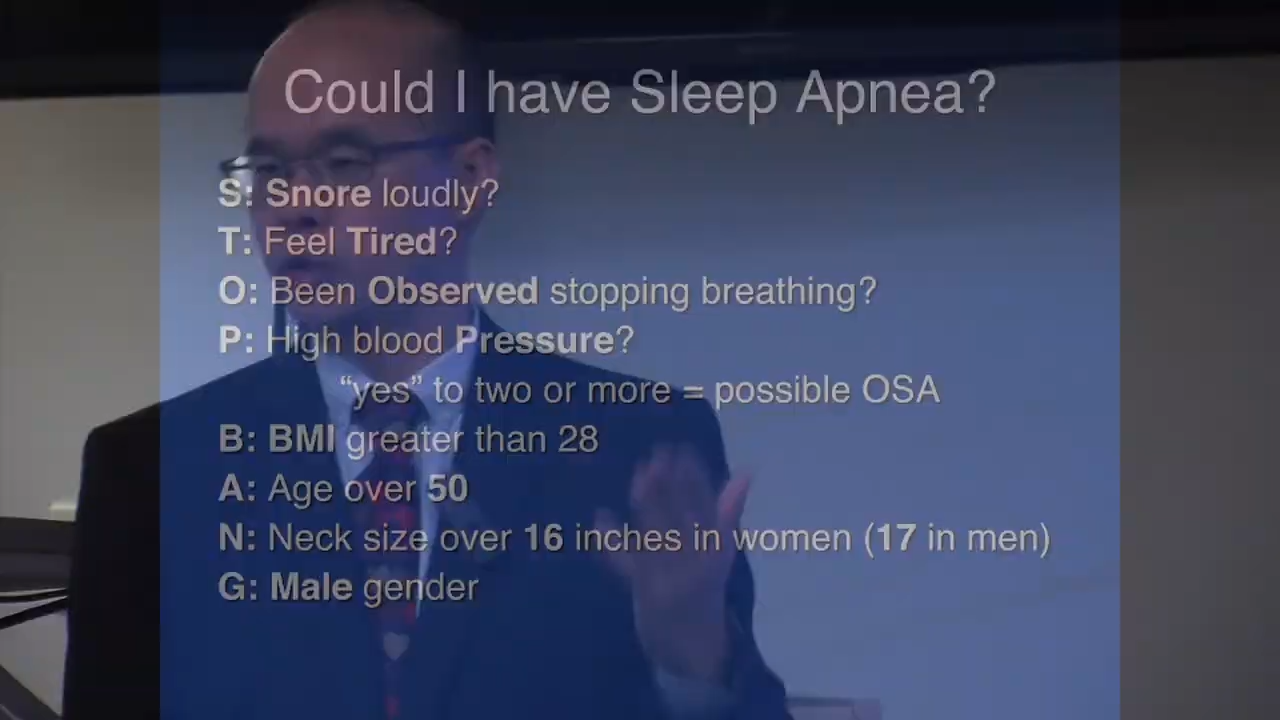 Could I have Sleep Apnea?
S: Snore loudly?
T: Feel Tired?
O: Been Observed stopping breathing?
P: High blood Pressure?
“yes” to two or more = possible OSA
B: BMI greater than 28
A: Age over 50
N: Neck size over 16 inches in women (17 in men)
G: Male gender